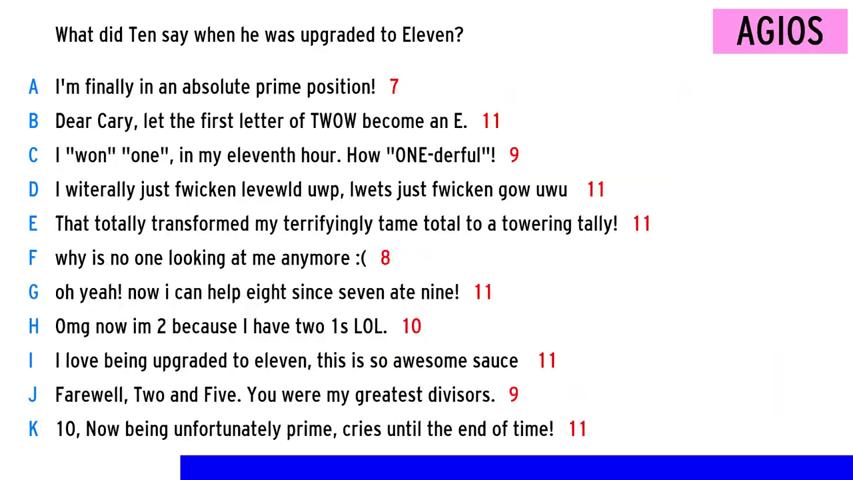 What did Ten say when he was upgraded to Eleven?
AGIOS
A I'm finally in an absolute prime position! 7
B Dear Cary, let the first letter of TWOW become an E. 11
C I "won" "one", in my eleventh hour. How "ONE-derful"! 9
D I witerally just fwicken levewld uwp, lwets just fwicken gow uwu 11
E That totally transformed my terrifyingly tame total to a towering tally! 11
F why is no one looking at me anymore :( 8
G oh yeah! now i can help eight since seven ate nine! 11
H Omg now im 2 because I have two 1s LOL. 10
I I love being upgraded to eleven, this is so awesome sauce 11
J Farewell, Two and Five. You were my greatest divisors. 9
K 10, Now being unfortunately prime, cries until the end of time! 11